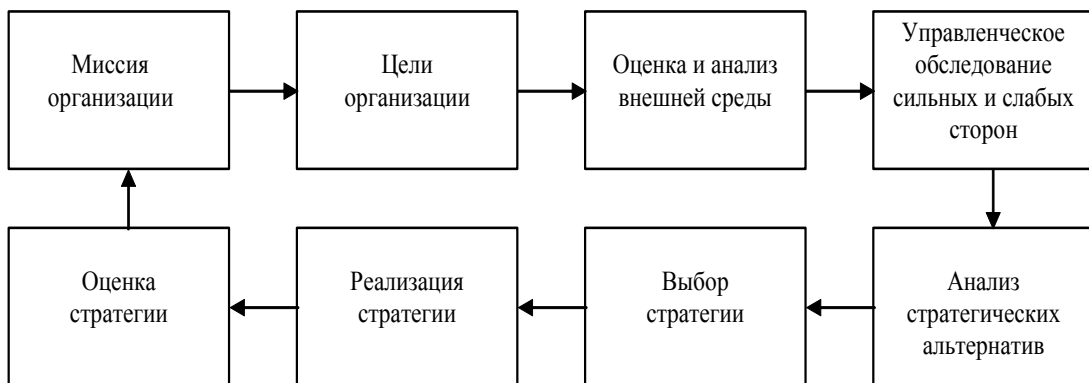 Миссия
организации
Цели
организации
Оценка и анализ
внешней среды
Управленческое
обследование
сильных и слабых
сторон
Оценка
стратегии
Реализация
стратегии
Выбор
стратегии
Анализ
стратегических
альтернатив